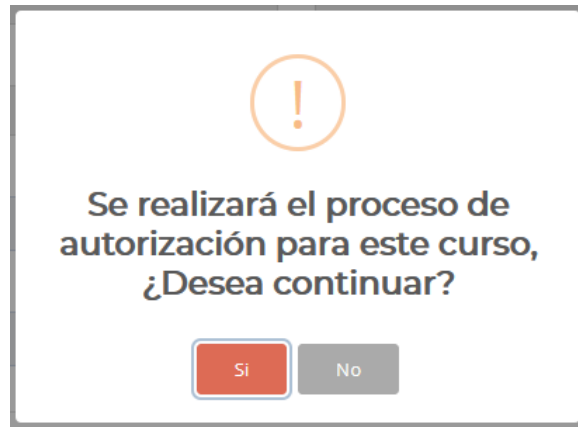 !
Se realizará el proceso de
autorización para este curso,
¿Desea continuar?
Si
No